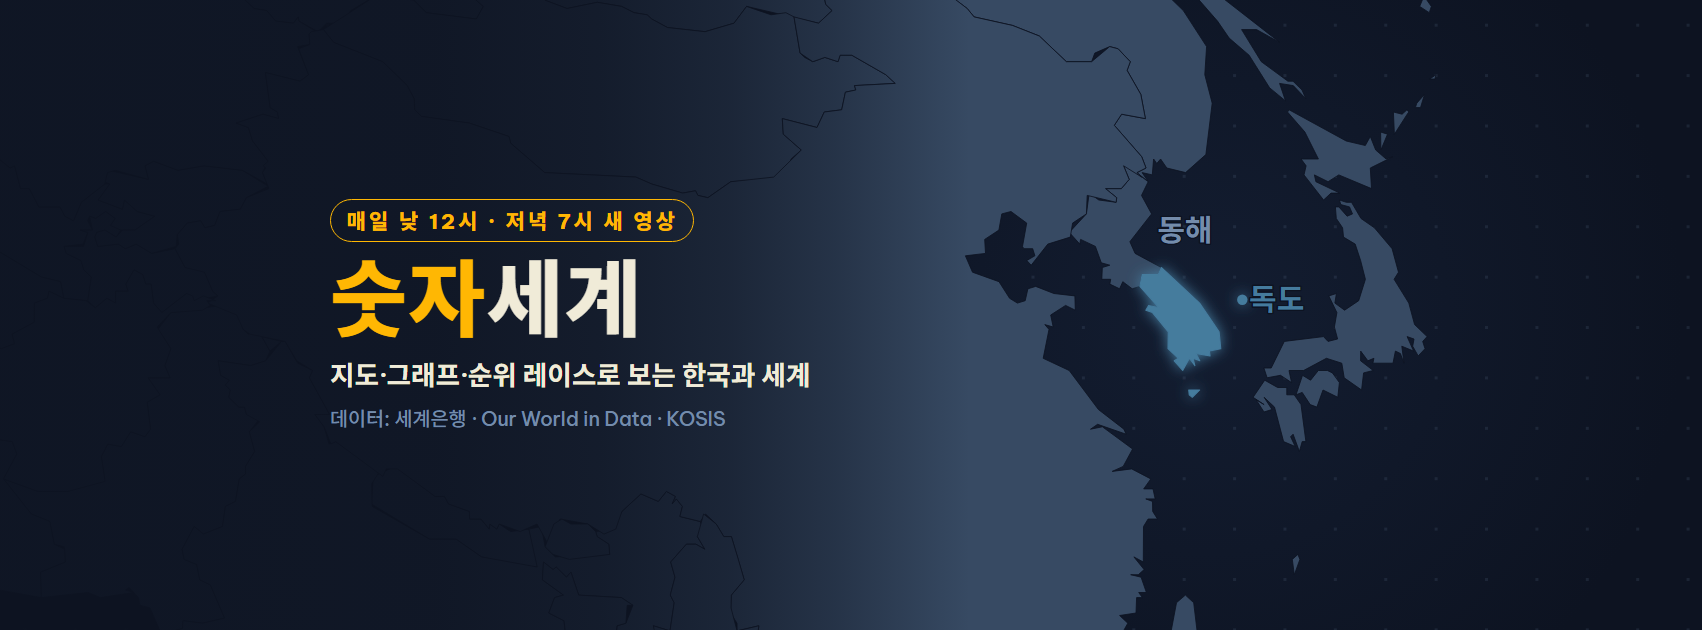 매일 낮 12시 · 저녁 7시 새 영상
숫자세계
지도·그래프·순위 레이스로 보는 한국과 세계
데이터: 세계은행 · Our World in Data · KOSIS
동해
독도